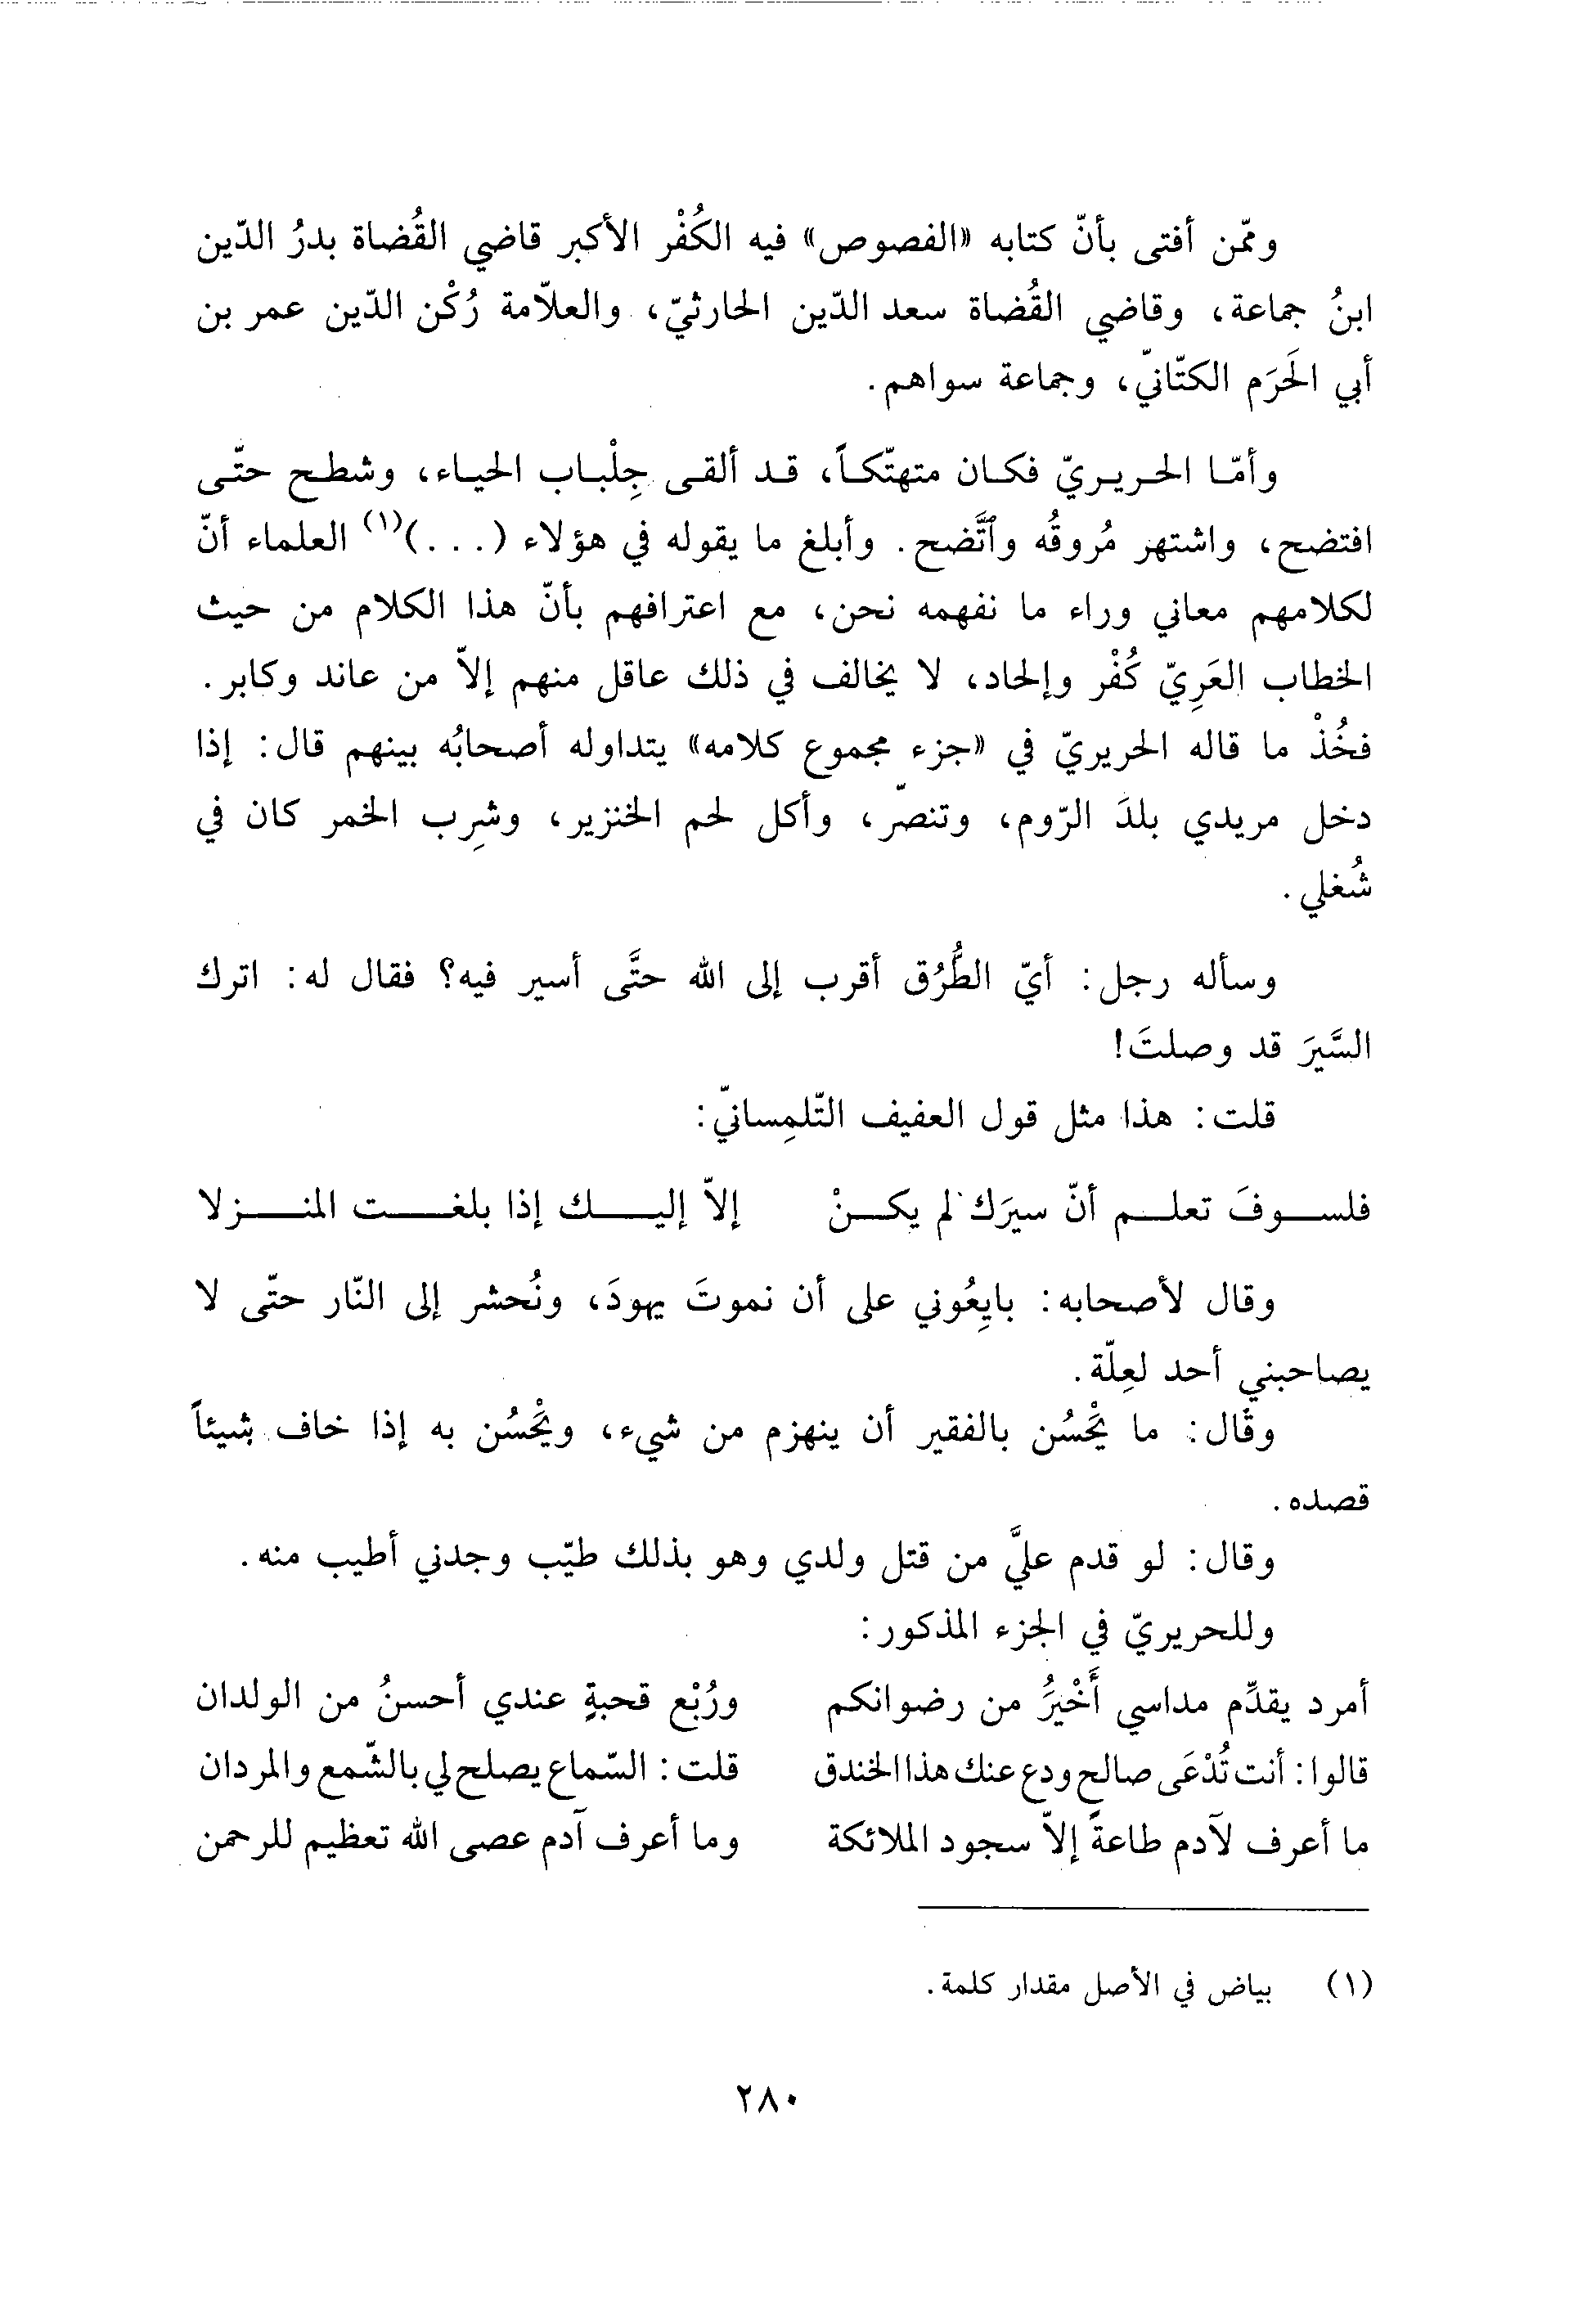 وممّن أفتى بأنّ كتابه «الفصوص» فيه الكُفْر الأكبر قاضي القُضاة بدرُ الدّين
ابنُ جماعة، وقاضي القُضاة سعد الدّين الحارثيّ، والعلاّمة رُكْن الدّين عمر بن
أبي الَحرَم الكتّانيّ، وجماعة سواهم.
وأمّا الحريريّ فكان متهتّكاً، قد ألقى جِلْباب الحياء، وشطح حتّى
افتضح، واشتهر مُروقُه وٱتَّضح. وأبلغ ما يقوله في هؤلاء (...)(١) العلماء أنّ
لكلامهم معاني وراء ما نفهمه نحن، مع اعترافهم بأنّ هذا الكلام من حيث
الخطاب العَرِيّ كُفْر وإلحاد، لا يخالف في ذلك عاقل منهم إلاّ من عاند وكابر.
فخُذْ ما قاله الحريريّ في «جزء مجموع كلامه» يتداوله أصحابُه بينهم قال: إذا
دخل مريدي بلدَ الرّوم، وتنصّر، وأكل لحم الخنزير، وشرِب الخمر كان في
شُغلي.
وسأله رجل: أيّ الطُّرُق أقرب إلى الله حتَّى أسير فيه؟ فقال له: اترك
السَّيرَ قد وصلتَ!
قلت: هذا مثل قول العفيف التّلمِسانيّ:
فلسوفَ تعلم أنّ سيرَك لم يكنْ إلاّ إليك إذا بلغت المنزلا
وقال لأصحابه: بايِعُوني على أن نموتَ يهودَ، ونُحشر إلى النّار حتّى لا
يصاحبني أحد لعِلّة.
وقال: ما يَحْسُن بالفقير أن ينهزم من شيء، ويَحْسُن به إذا خاف شيئاً
قصده.
وقال: لو قدم عليَّ من قتل ولدي وهو بذلك طيّب وجدني أطيب منه.
وللحريريّ في الجزء المذكور:
أمرد يقدِّم مداسي أَخْيرُ من رضوانكم ورُبْع قحبةٍ عندي أحسنُ من الولدان
قالوا: أنت تُدْعَى صالح ودع عنك هذا الخندق قلت: السّماع يصلح لي بالشّمع والمردان
ما أعرف لآدم طاعةً إلاّ سجود الملائكة وما أعرف آدم عصى الله تعظيم للرحمن
(١) بياض في الأصل مقدار كلمة.
٢٨٠